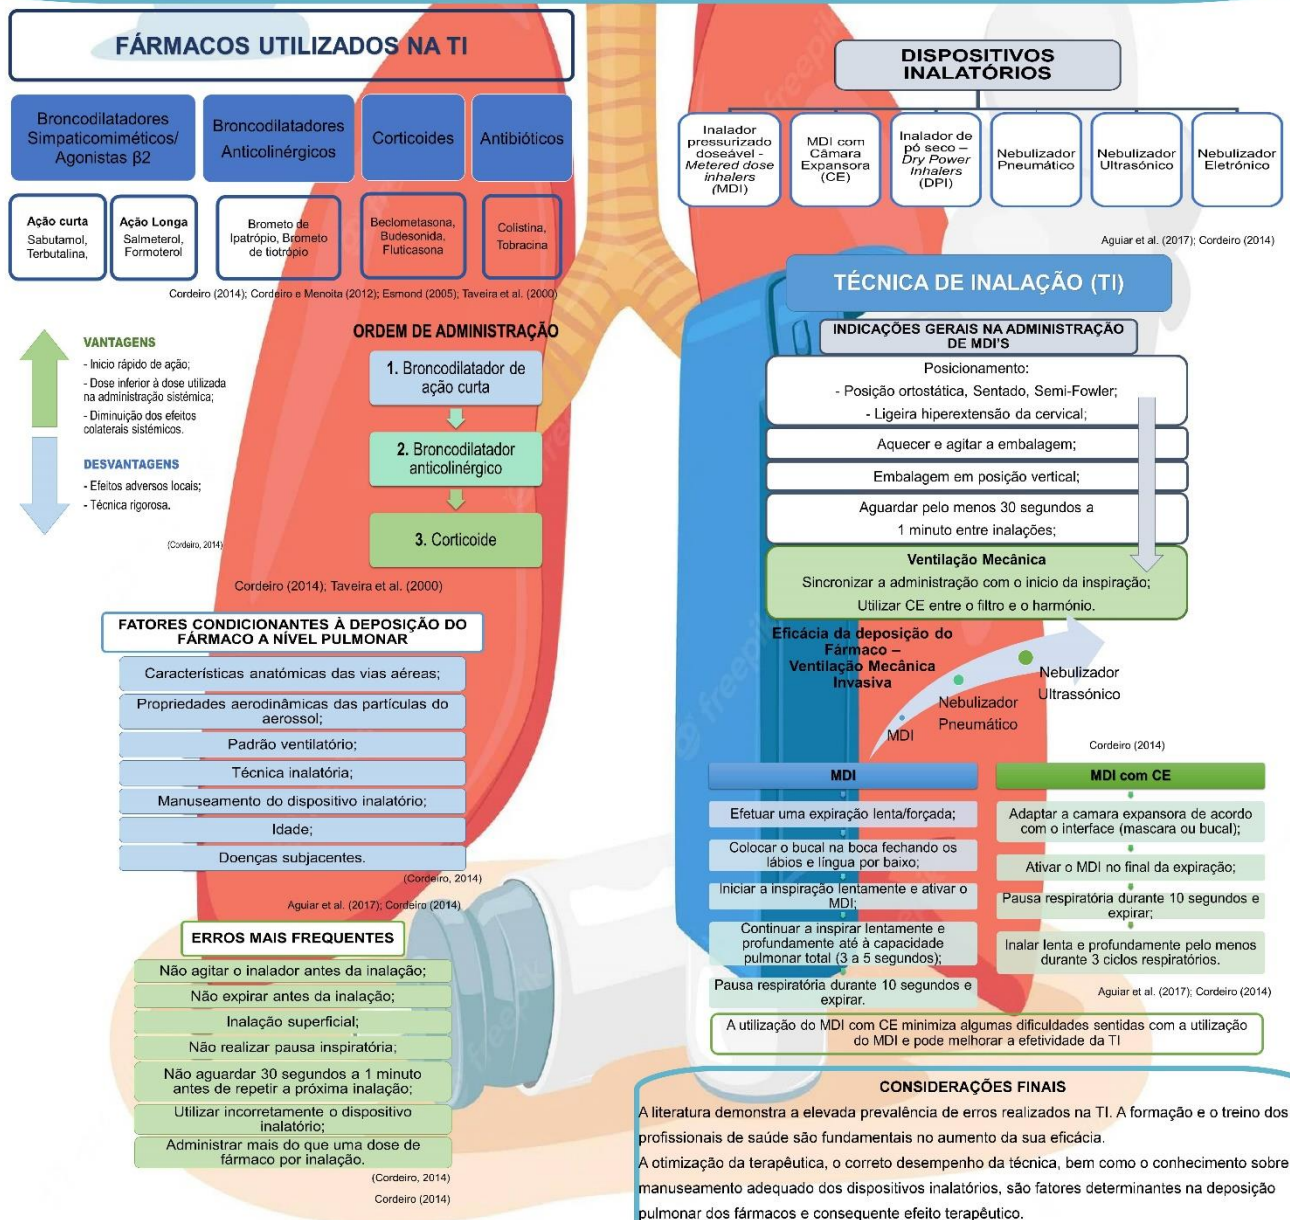 FÁRMACOS UTILIZADOS NA TI
Broncodilatadores
Simpaticomiméticos/
Agonistas β2
Broncodilatadores
Anticolinérgicos
Corticoides
Antibióticos
Ação curta
Sabutamol,
Terbutalina,
Ação Longa
Salmeterol,
Formoterol
Brometo de
Ipatrópio, Brometo
de tiotrópio
Beclometasona,
Budesonida,
Fluticasona
Colistina,
Tobracina
Cordeiro (2014); Cordeiro e Menoita (2012); Esmond (2005); Taveira et al. (2000)
VANTAGENS
- Inicio rápido de ação;
- Dose inferior à dose utilizada
na administração sistémica;
- Diminuição dos efeitos
colaterais sistémicos.
DESVANTAGENS
- Efeitos adversos locais;
- Técnica rigorosa.
(Cordeiro, 2014)
ORDEM DE ADMINISTRAÇÃO
1. Broncodilatador de
ação curta
2. Broncodilatador
anticolinérgico
3. Corticoide
Cordeiro (2014); Taveira et al. (2000)
FATORES CONDICIONANTES À DEPOSIÇÃO DO
FÁRMACO A NÍVEL PULMONAR
Características anatómicas das vias aéreas;
Propriedades aerodinâmicas das partículas do
aerossol;
Padrão ventilatório;
Técnica inalatória;
Manuseamento do dispositivo inalatório;
Idade;
Doenças subjacentes.
(Cordeiro, 2014)
Aguiar et al. (2017); Cordeiro (2014)
ERROS MAIS FREQUENTES
Não agitar o inalador antes da inalação;
Não expirar antes da inalação;
Inalação superficial;
Não realizar pausa inspiratória;
Não aguardar 30 segundos a 1 minuto
antes de repetir a próxima inalação;
Utilizar incorretamente o dispositivo
inalatório;
Administrar mais do que uma dose de
fármaco por inalação.
(Cordeiro, 2014)
Cordeiro (2014)
DISPOSITIVOS
INALATÓRIOS
Inalador
pressurizado
doseável -
Metered dose
inhalers
(MDI)
MDI com
Câmara
Expansora
(CE)
Inalador de
pó seco –
Dry Power
Inhalers
(DPI)
Nebulizador
Pneumático
Nebulizador
Ultrasónico
Nebulizador
Eletrónico
Aguiar et al. (2017); Cordeiro (2014)
TÉCNICA DE INALAÇÃO (TI)
INDICAÇÕES GERAIS NA ADMINISTRAÇÃO
DE MDI'S
Posicionamento:
- Posição ortostática, Sentado, Semi-Fowler;
- Ligeira hiperextensão da cervical;
Aquecer e agitar a embalagem;
Embalagem em posição vertical;
Aguardar pelo menos 30 segundos a
1 minuto entre inalações;
Ventilação Mecânica
Sincronizar a administração com o inicio da inspiração;
Utilizar CE entre o filtro e o harmónio.
Eficácia da deposição do
Fármaco –
Ventilação Mecânica
Invasiva
MDI
Nebulizador
Pneumático
Nebulizador
Ultrassónico
Cordeiro (2014)
MDI
Efetuar uma expiração lenta/forçada;
Colocar o bucal na boca fechando os
lábios e língua por baixo;
Iniciar a inspiração lentamente e ativar o
MDI;
Continuar a inspirar lentamente e
profundamente até à capacidade
pulmonar total (3 a 5 segundos);
Pausa respiratória durante 10 segundos e
expirar.
MDI com CE
Adaptar a camara expansora de acordo
com o interface (mascara ou bucal);
Ativar o MDI no final da expiração;
Pausa respiratória durante 10 segundos e
expirar;
Inalar lenta e profundamente pelo menos
durante 3 ciclos respiratórios.
Aguiar et al. (2017); Cordeiro (2014)
A utilização do MDI com CE minimiza algumas dificuldades sentidas com a utilização
do MDI e pode melhorar a efetividade da TI
CONSIDERAÇÕES FINAIS
A literatura demonstra a elevada prevalência de erros realizados na TI. A formação e o treino dos
profissionais de saúde são fundamentais no aumento da sua eficácia.
A otimização da terapêutica, o correto desempenho da técnica, bem como o conhecimento sobre
manuseamento adequado dos dispositivos inalatórios, são fatores determinantes na deposição
pulmonar dos fármacos e consequente efeito terapêutico.
freepik
freepik
freepik